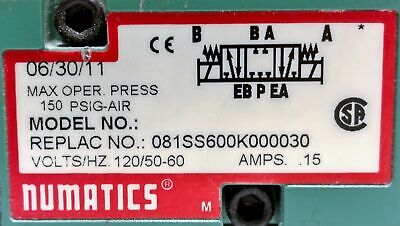 CE B B A A *
06/30/11
EB P EA
MAX OPER. PRESS
150 PSIG-AIR
MODEL NO.:
REPLAC NO.: 081SS600K000030
VOLTS/HZ. 120/50-60 AMPS. .15
NUMATICS®
M